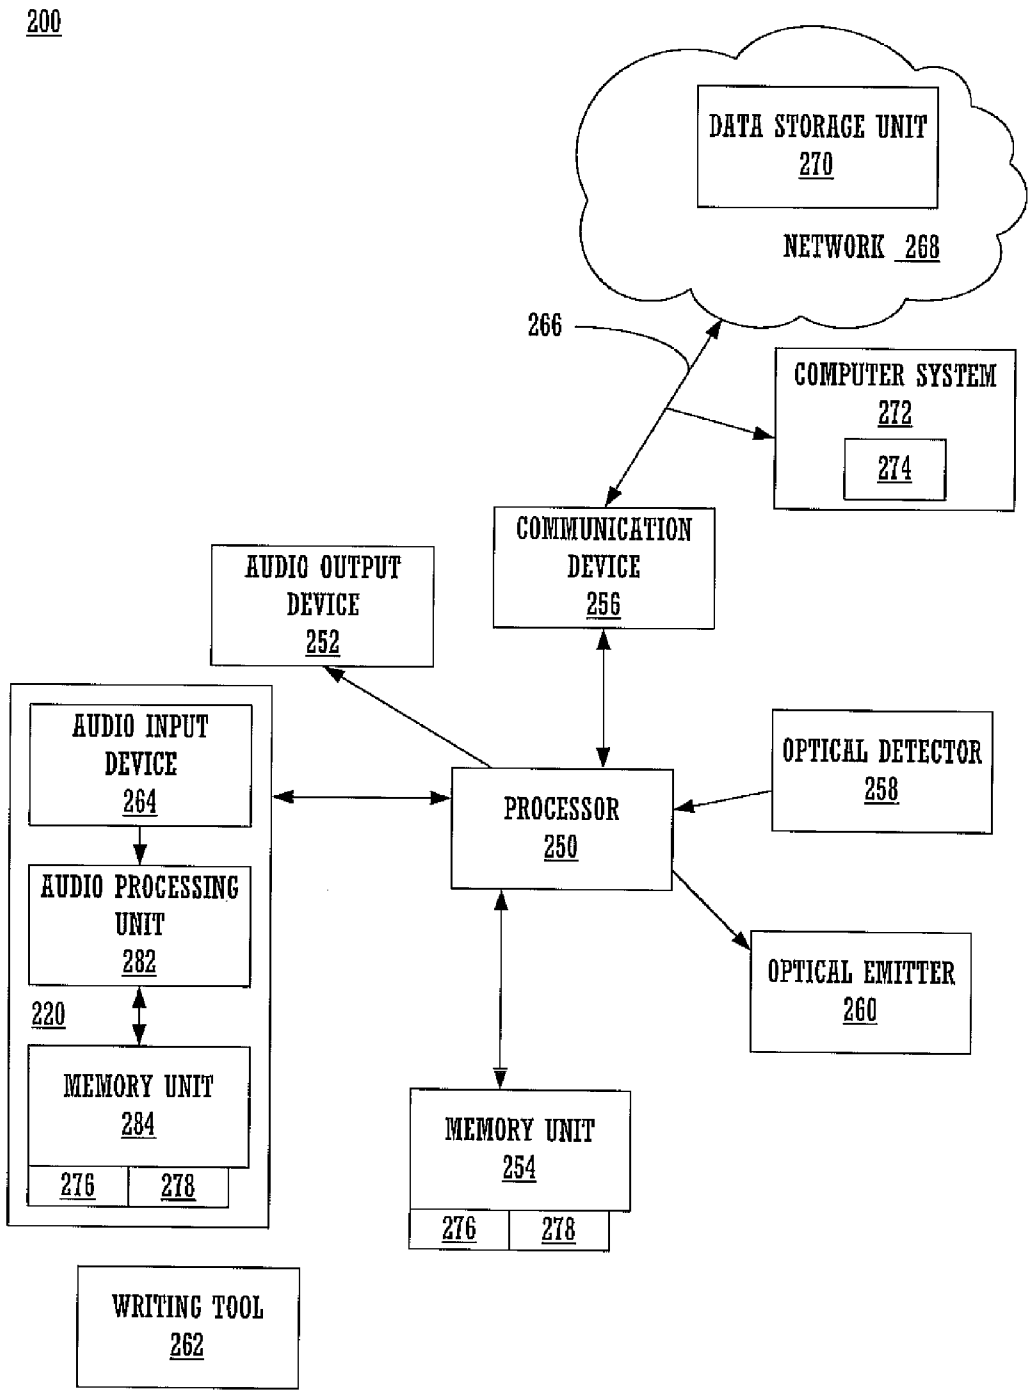 200
DATA STORAGE UNIT
270
NETWORK 268
266
COMPUTER SYSTEM
272
274
COMMUNICATION
DEVICE
256
AUDIO OUTPUT
DEVICE
252
AUDIO INPUT
DEVICE
264
OPTICAL DETECTOR
258
PROCESSOR
250
AUDIO PROCESSING
UNIT
282
OPTICAL EMITTER
260
220
MEMORY UNIT
284
276 278
MEMORY UNIT
254
276 278
WRITING TOOL
262